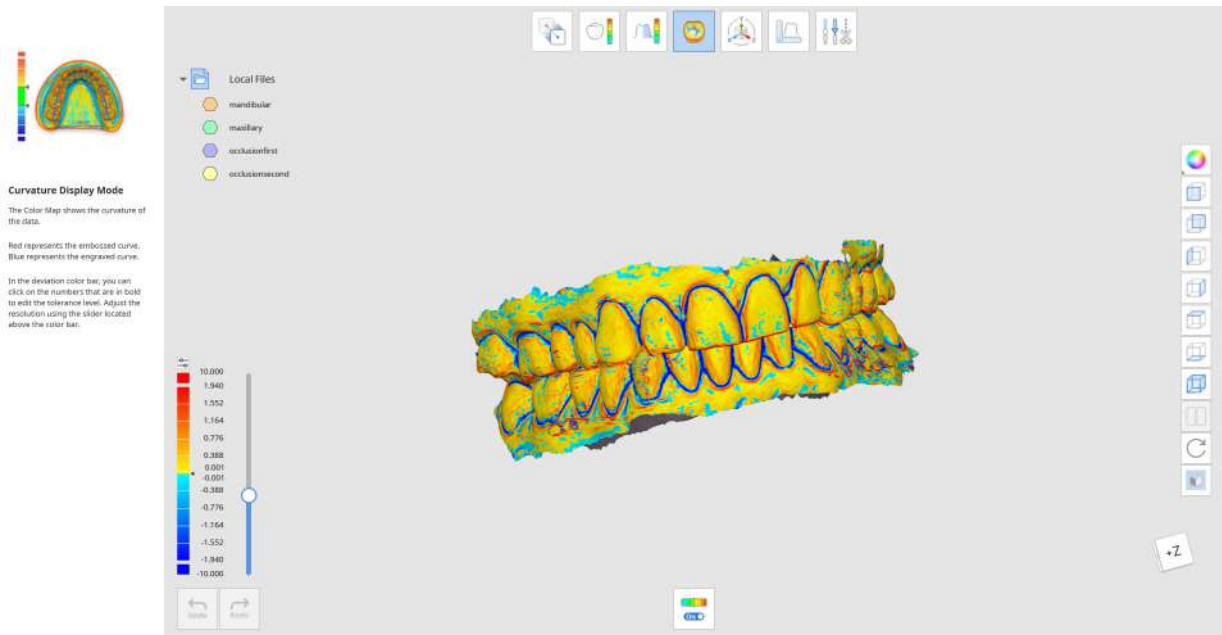 Local Files
mandibular
maxillary
occlusionfirst
occlusionsecond
Curvature Display Mode
The Color Map shows the curvature of
the data.
Red represents the embossed curve.
Blue represents the engraved curve.
In the deviation color bar, you can
click on the numbers that are in bold
to edit the tolerance level. Adjust the
resolution using the slider located
above the color bar.
10.000
1.940
1.552
1.164
0.776
0.388
0.001
-0.001
-0.388
-0.776
-1.164
-1.552
-1.940
-10.000
+Z
On